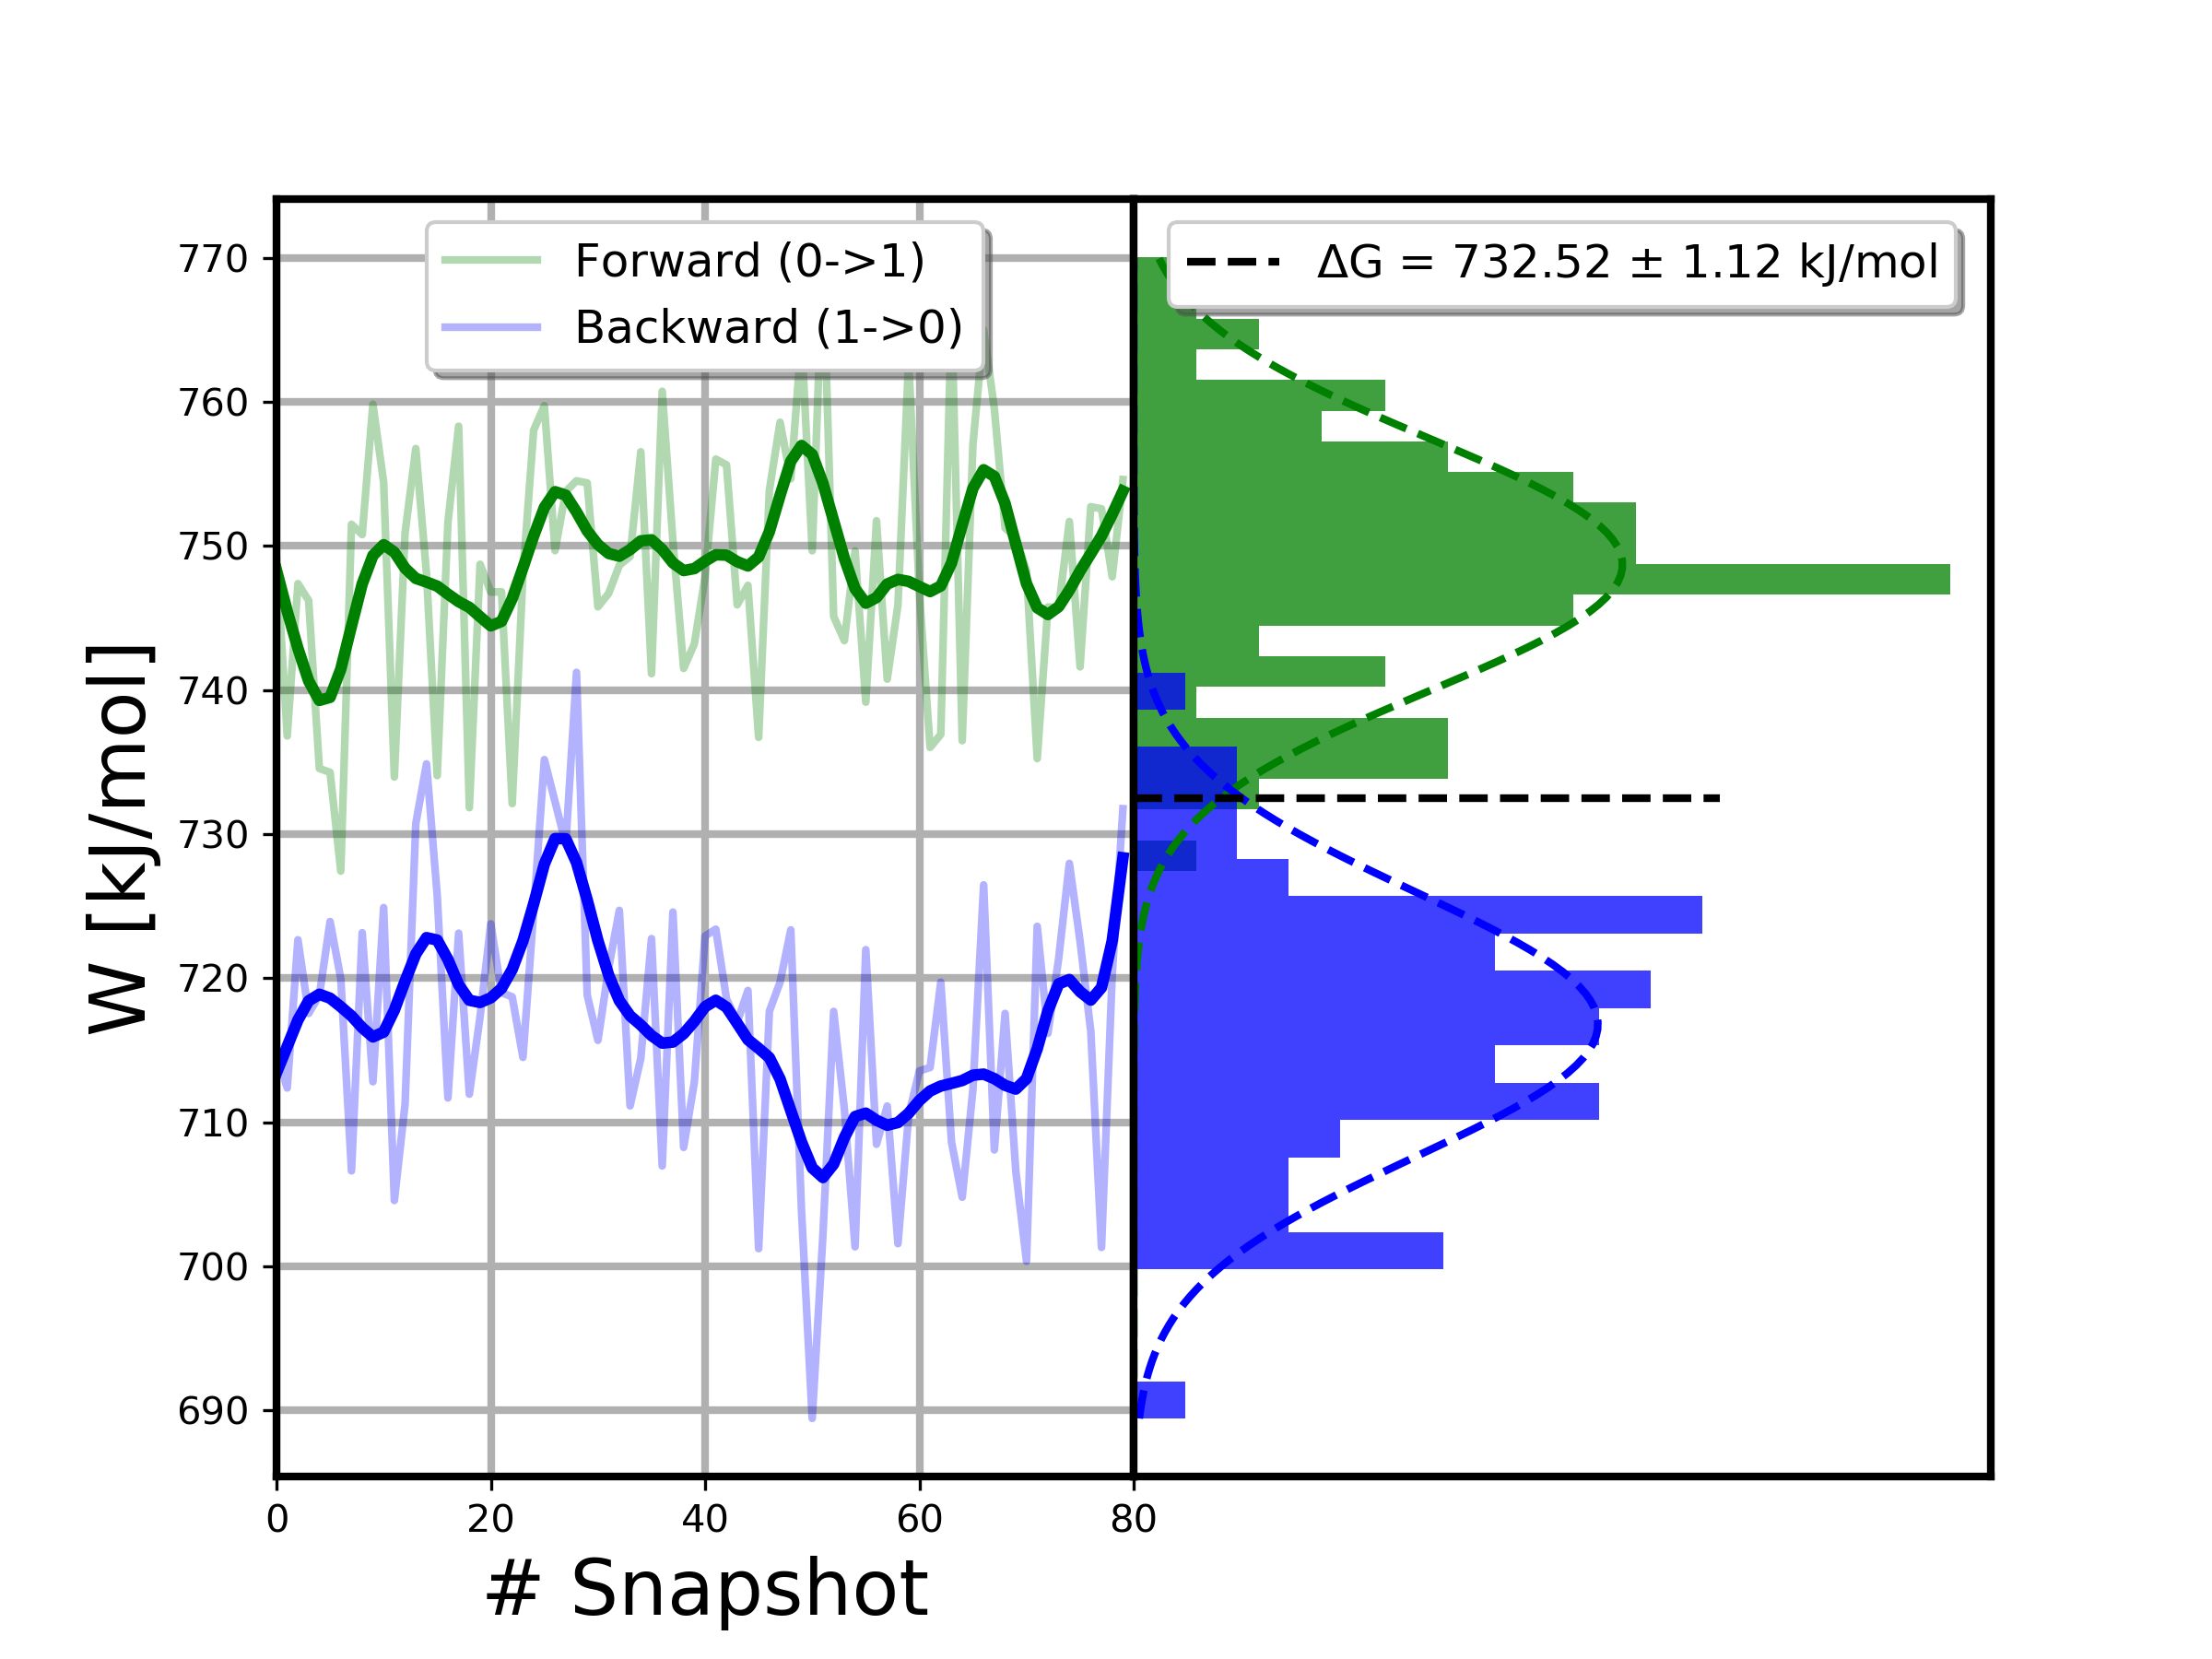 Forward (0->1)
Backward (1->0)
ΔG = 732.52 ± 1.12 kJ/mol
770
760
750
740
730
720
710
700
690
W [kJ/mol]
0 20 40 60 80
# Snapshot